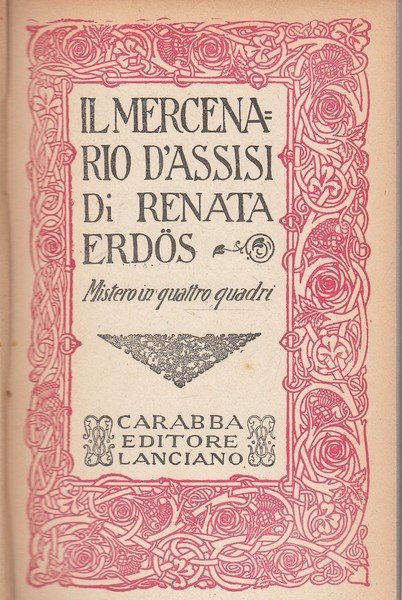 IL MERCENA=
RIO D'ASSISI
Di RENATA
ERDÖS
Mistero in quattro quadri
CARABBA
EDITORE
LANCIANO